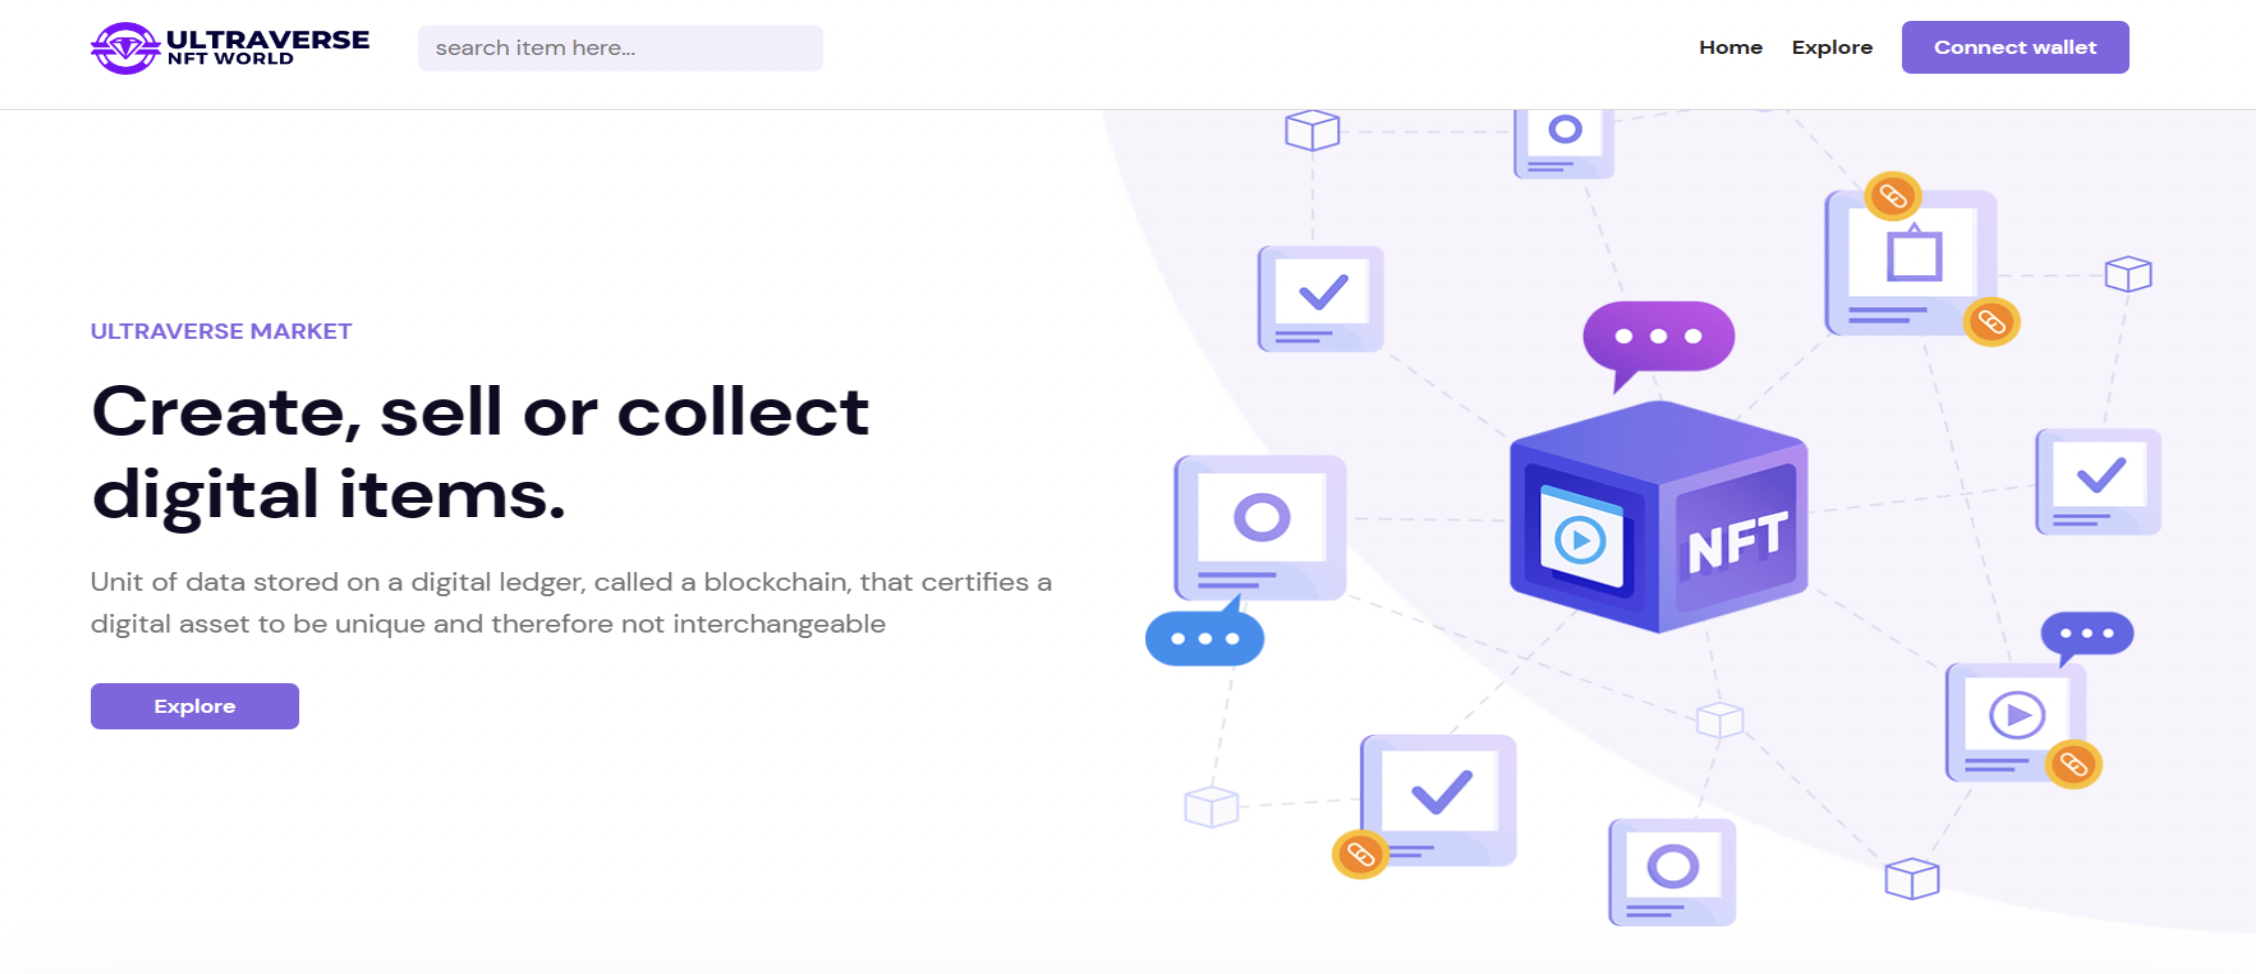 ULTRAVERSE
NFT WORLD
search item here...
Home
Explore
Connect wallet
ULTRAVERSE MARKET
Create, sell or collect
digital items.
Unit of data stored on a digital ledger, called a blockchain, that certifies a
digital asset to be unique and therefore not interchangeable
Explore
NFT